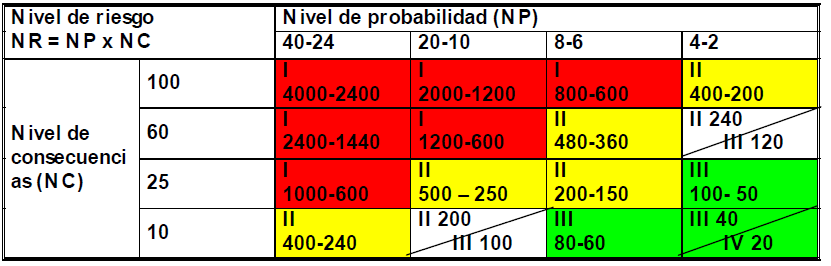 Nivel de riesgo
NR = NP x NC
Nivel de probabilidad (NP)
40-24
20-10
8-6
4-2
Nivel de
consecuenci
as (NC)
100
I
4000-2400
I
2000-1200
I
800-600
II
400-200
60
I
2400-1440
I
1200-600
II
480-360
II 240
III 120
25
I
1000-600
II
500 – 250
II
200-150
III
100- 50
10
II
400-240
II 200
III 100
III
80-60
III 40
IV 20